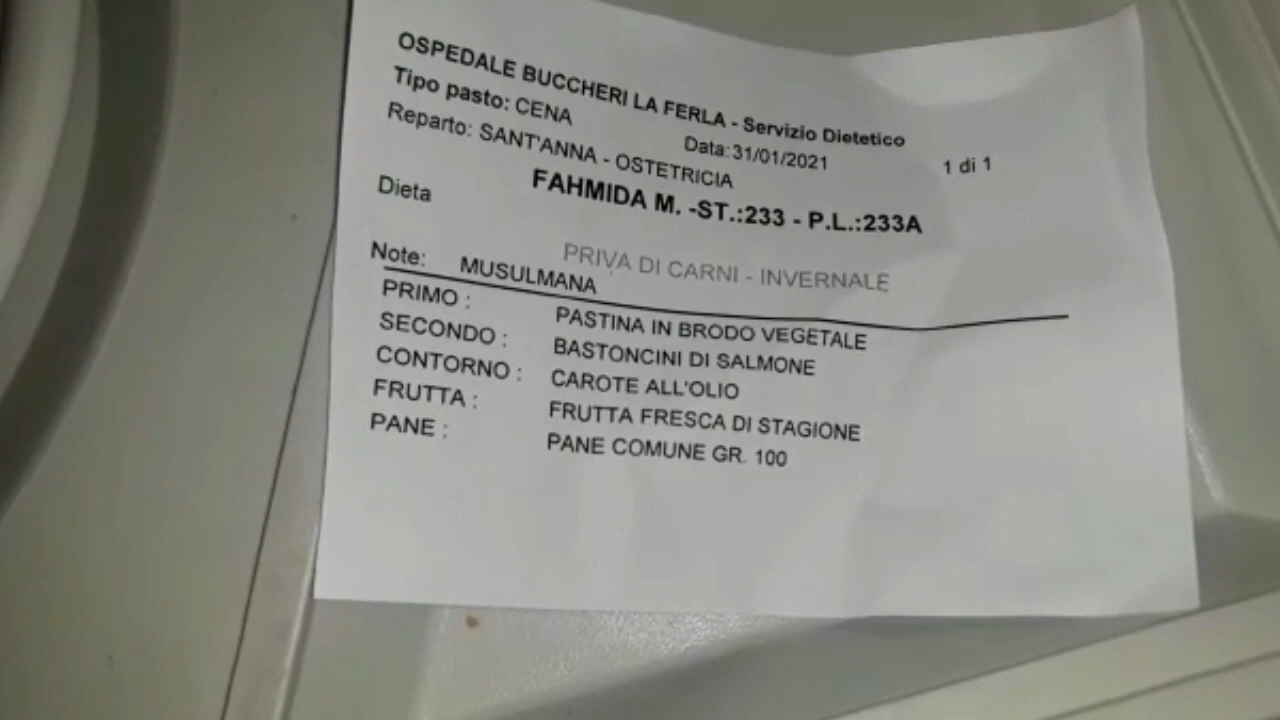 OSPEDALE BUCCHERI LA FERLA - Servizio Dietetico
Tipo pasto: CENA Data: 31/01/2021 1 di 1
Reparto: SANT'ANNA - OSTETRICIA
FAHMIDA M. -ST.:233 - P.L.:233A
Dieta PRIVA DI CARNI - INVERNALE
Note: MUSULMANA
PRIMO : PASTINA IN BRODO VEGETALE
SECONDO : BASTONCINI DI SALMONE
CONTORNO : CAROTE ALL'OLIO
FRUTTA : FRUTTA FRESCA DI STAGIONE
PANE : PANE COMUNE GR. 100